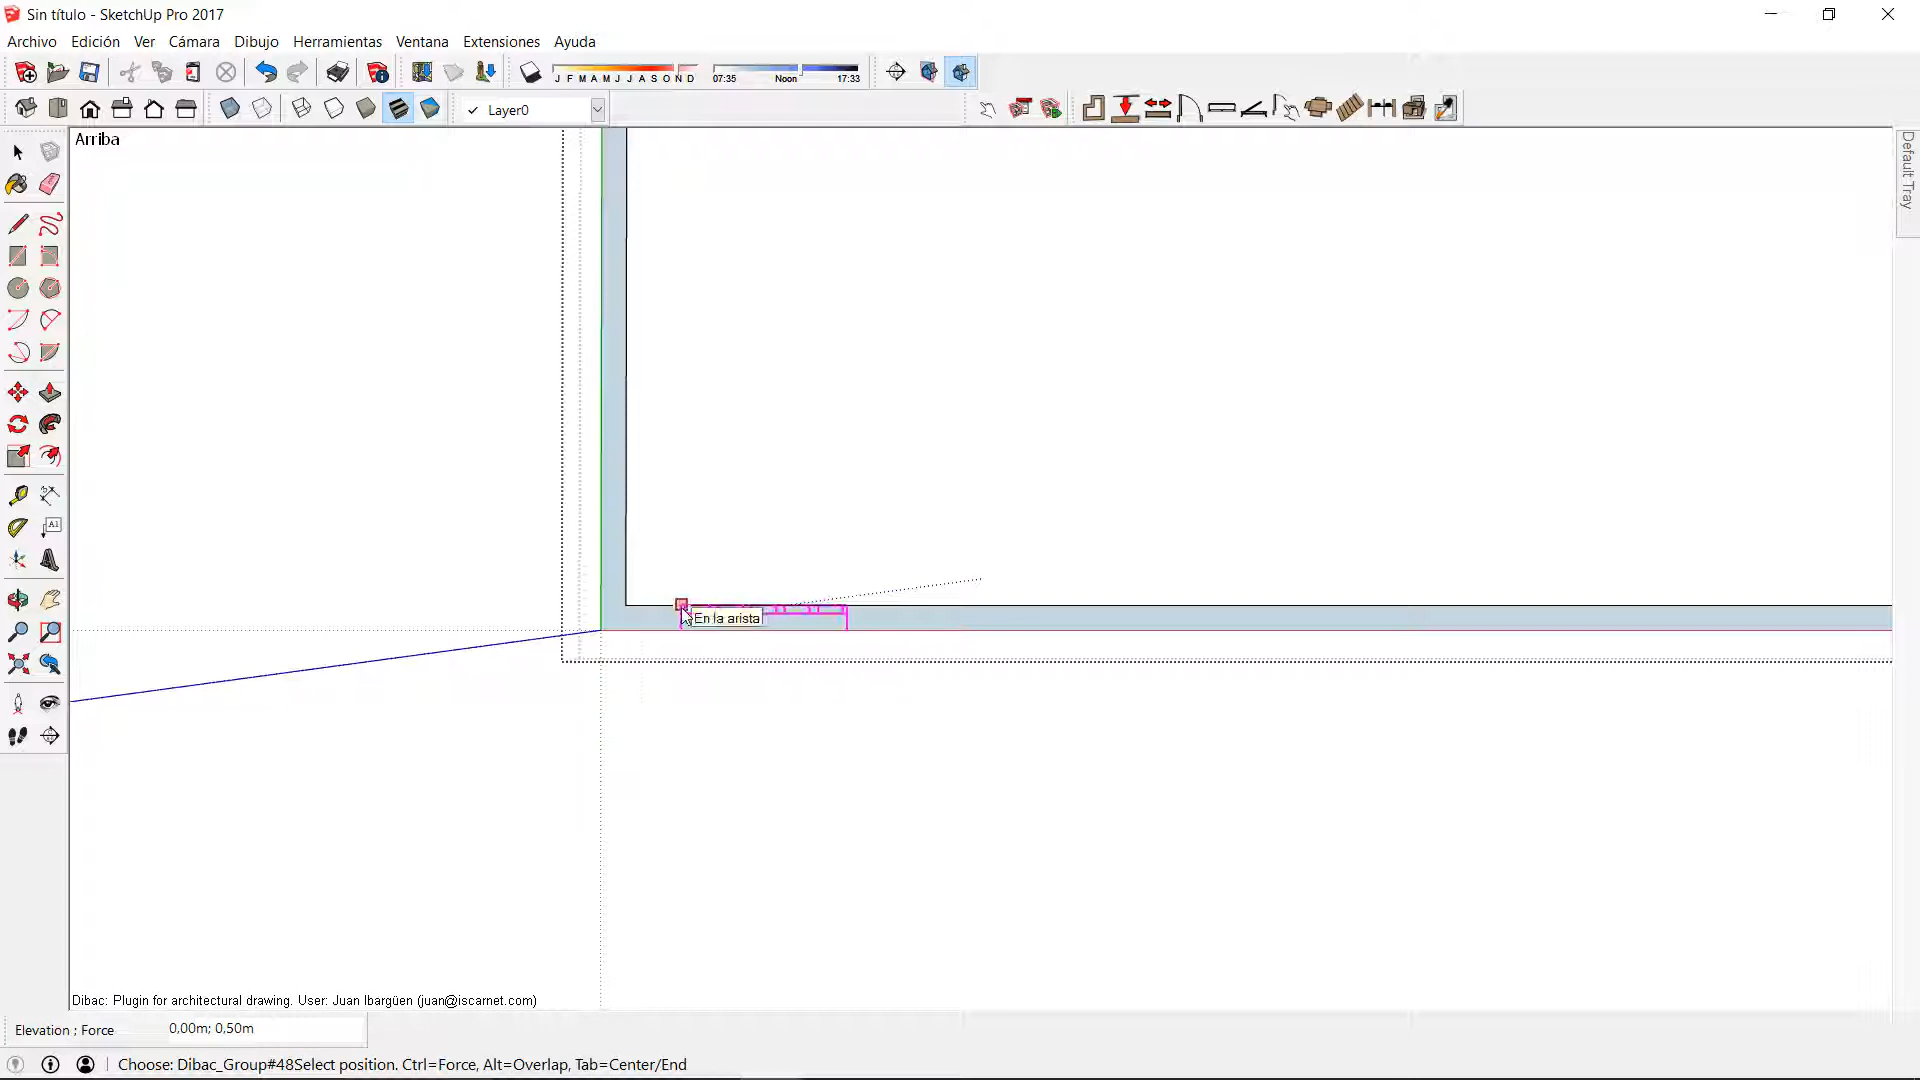 Sin título - SketchUp Pro 2017
Archivo Edición Ver Cámara Dibujo Herramientas Ventana Extensiones Ayuda
J F M A M J J A S O N D 07:35 Noon 17:33
Layer0
Arriba
Default Tray
A1
En la arista
Dibac: Plugin for architectural drawing. User: Juan Ibargüen (juan@iscarnet.com)
Elevation ; Force 0,00m; 0,50m
Choose: Dibac_Group#48Select position. Ctrl=Force, Alt=Overlap, Tab=Center/End